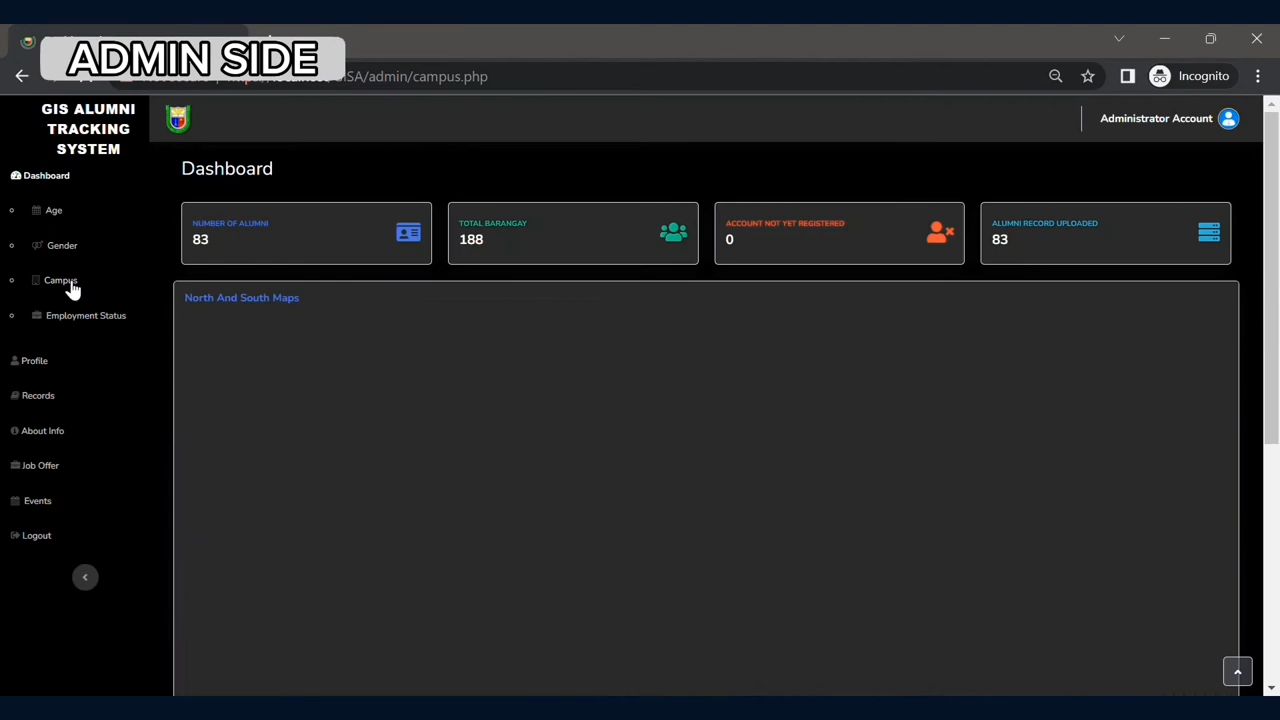 ADMIN SIDE
ISA/admin/campus.php
Incognito
GIS ALUMNI
TRACKING
SYSTEM
Administrator Account
Dashboard
Age
Gender
Campus
Employment Status
Profile
Records
About Info
Job Offer
Events
Logout
Dashboard
NUMBER OF ALUMNI
83
TOTAL BARANGAY
188
ACCOUNT NOT YET REGISTERED
0
ALUMNI RECORD UPLOADED
83
North And South Maps